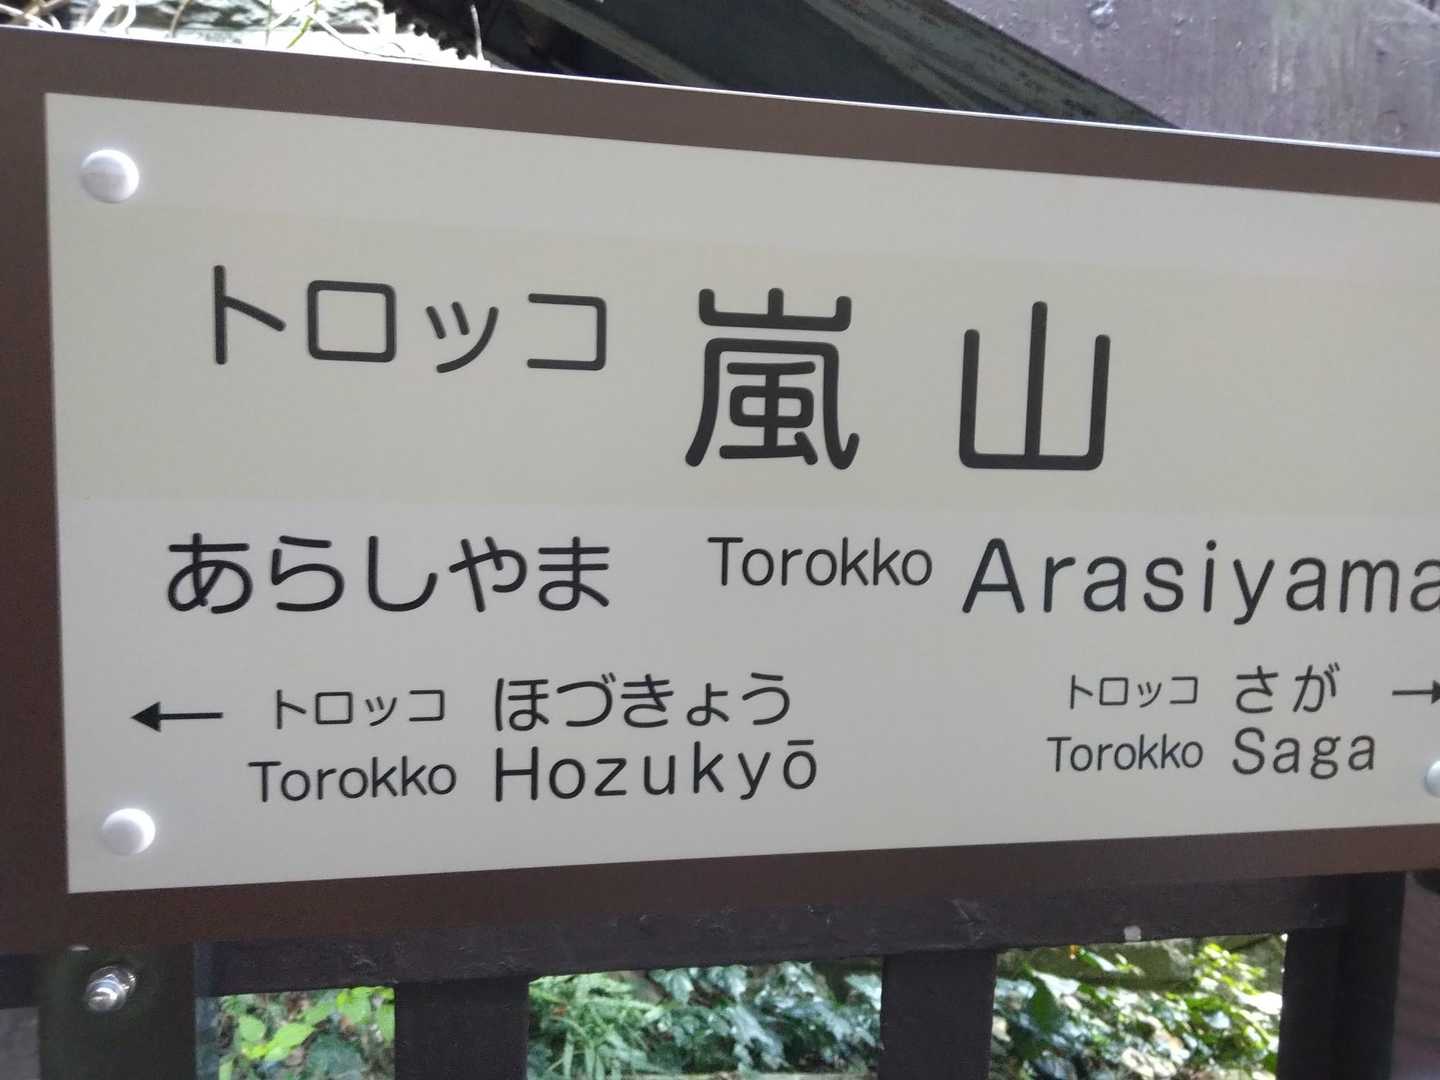 トロッコ 嵐山
あらしやま Torokko Arasiyama
← トロッコ ほづきょう
Torokko Hozukyō
トロッコ さが →
Torokko Saga